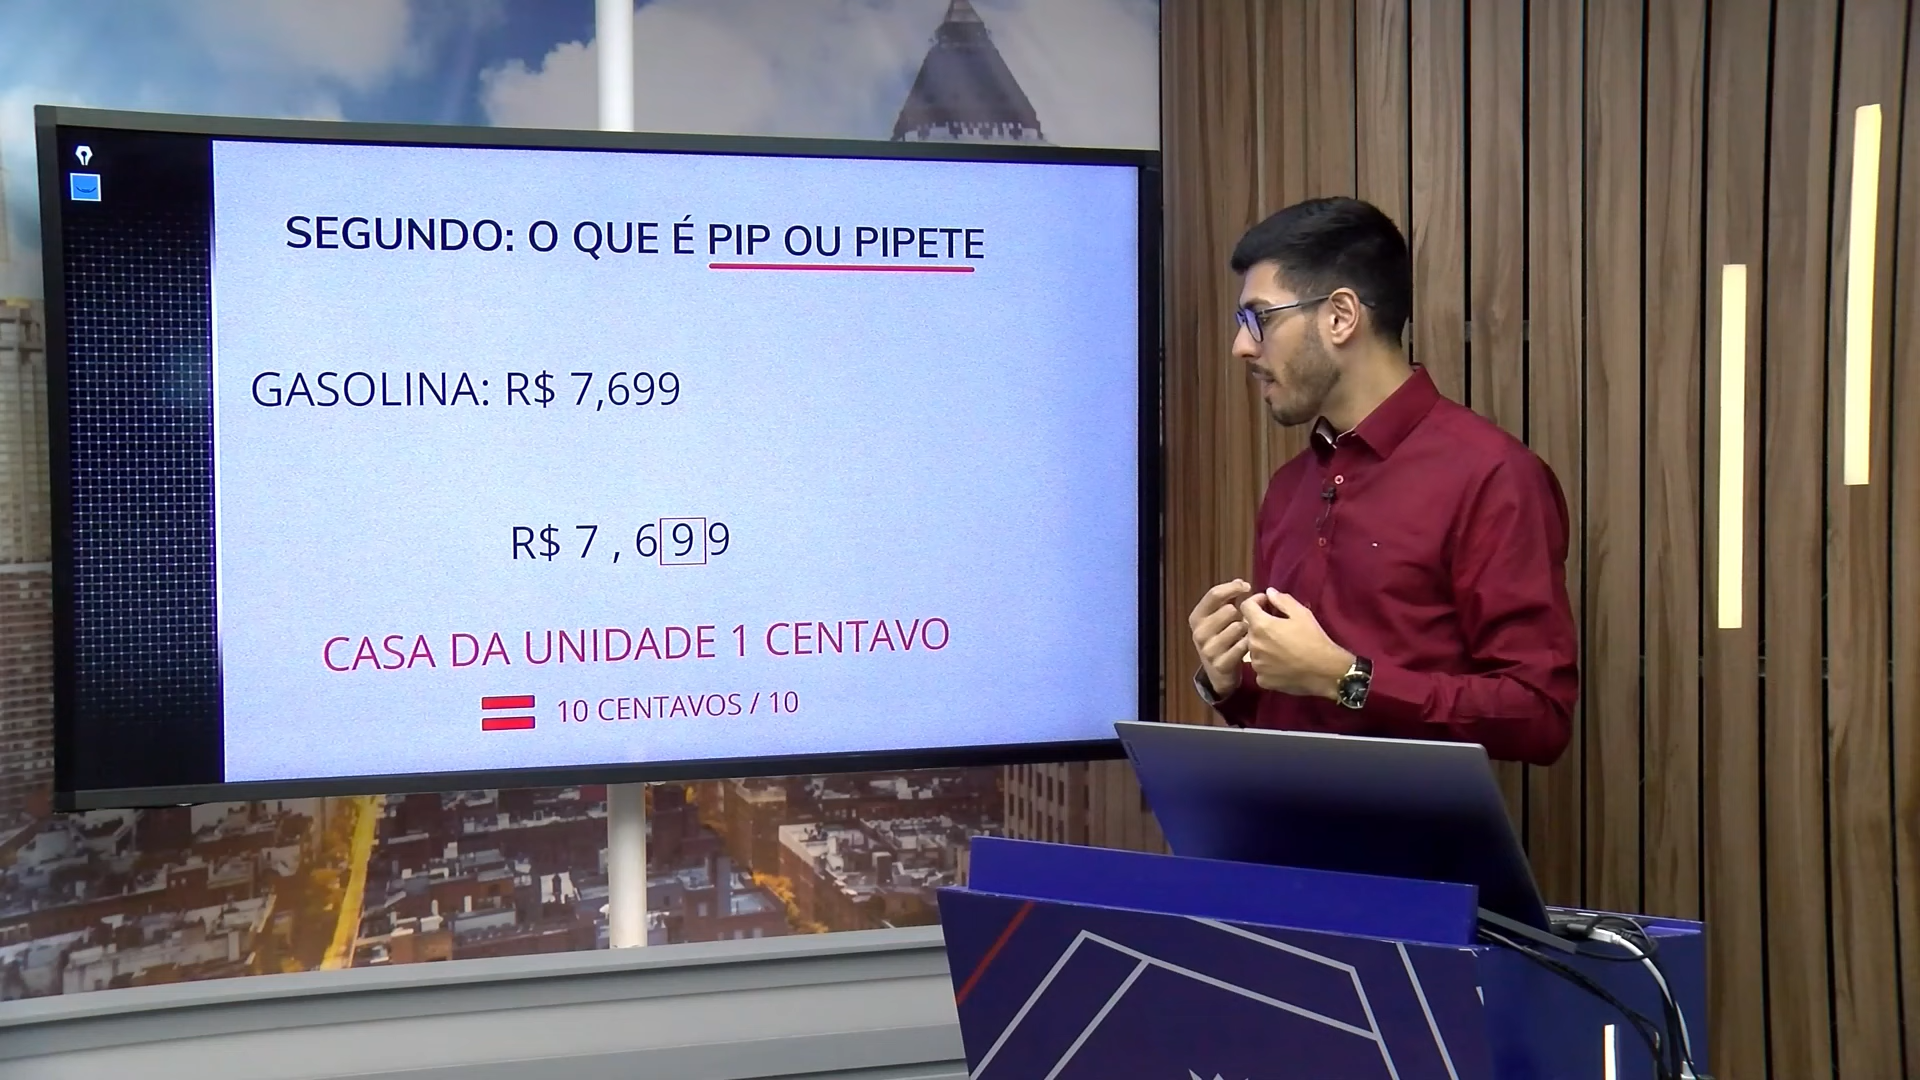 SEGUNDO: O QUE É PIP OU PIPETE
GASOLINA: R$ 7,699
R$ 7 , 699
CASA DA UNIDADE 1 CENTAVO
= 10 CENTAVOS / 10